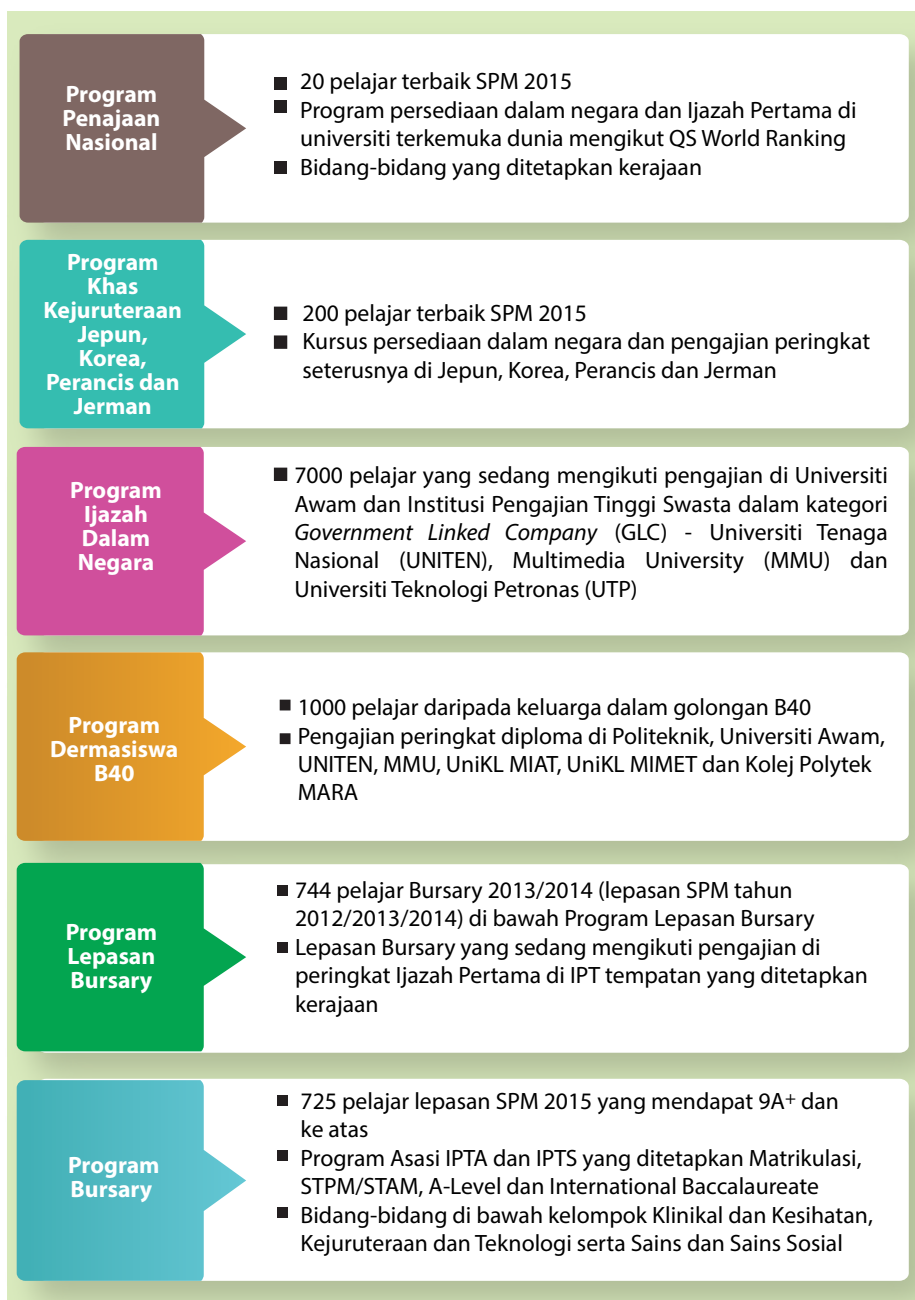 Program
Penajaan
Nasional
■ 20 pelajar terbaik SPM 2015
■ Program persediaan dalam negara dan Ijazah Pertama di
universiti terkemuka dunia mengikut QS World Ranking
■ Bidang-bidang yang ditetapkan kerajaan
Program
Khas
Kejuruteraan
Jepun,
Korea,
Perancis dan
Jerman
■ 200 pelajar terbaik SPM 2015
■ Kursus persediaan dalam negara dan pengajian peringkat
seterusnya di Jepun, Korea, Perancis dan Jerman
Program
Ijazah
Dalam
Negara
■ 7000 pelajar yang sedang mengikuti pengajian di Universiti
Awam dan Institusi Pengajian Tinggi Swasta dalam kategori
Government Linked Company (GLC) - Universiti Tenaga
Nasional (UNITEN), Multimedia University (MMU) dan
Universiti Teknologi Petronas (UTP)
Program
Dermasiswa
B40
■ 1000 pelajar daripada keluarga dalam golongan B40
■ Pengajian peringkat diploma di Politeknik, Universiti Awam,
UNITEN, MMU, UniKL MIAT, UniKL MIMET dan Kolej Polytek
MARA
Program
Lepasan
Bursary
■ 744 pelajar Bursary 2013/2014 (lepasan SPM tahun
2012/2013/2014) di bawah Program Lepasan Bursary
■ Lepasan Bursary yang sedang mengikuti pengajian di
peringkat Ijazah Pertama di IPT tempatan yang ditetapkan
kerajaan
Program
Bursary
■ 725 pelajar lepasan SPM 2015 yang mendapat 9A+ dan
ke atas
■ Program Asasi IPTA dan IPTS yang ditetapkan Matrikulasi,
STPM/STAM, A-Level dan International Baccalaureate
■ Bidang-bidang di bawah kelompok Klinikal dan Kesihatan,
Kejuruteraan dan Teknologi serta Sains dan Sains Sosial